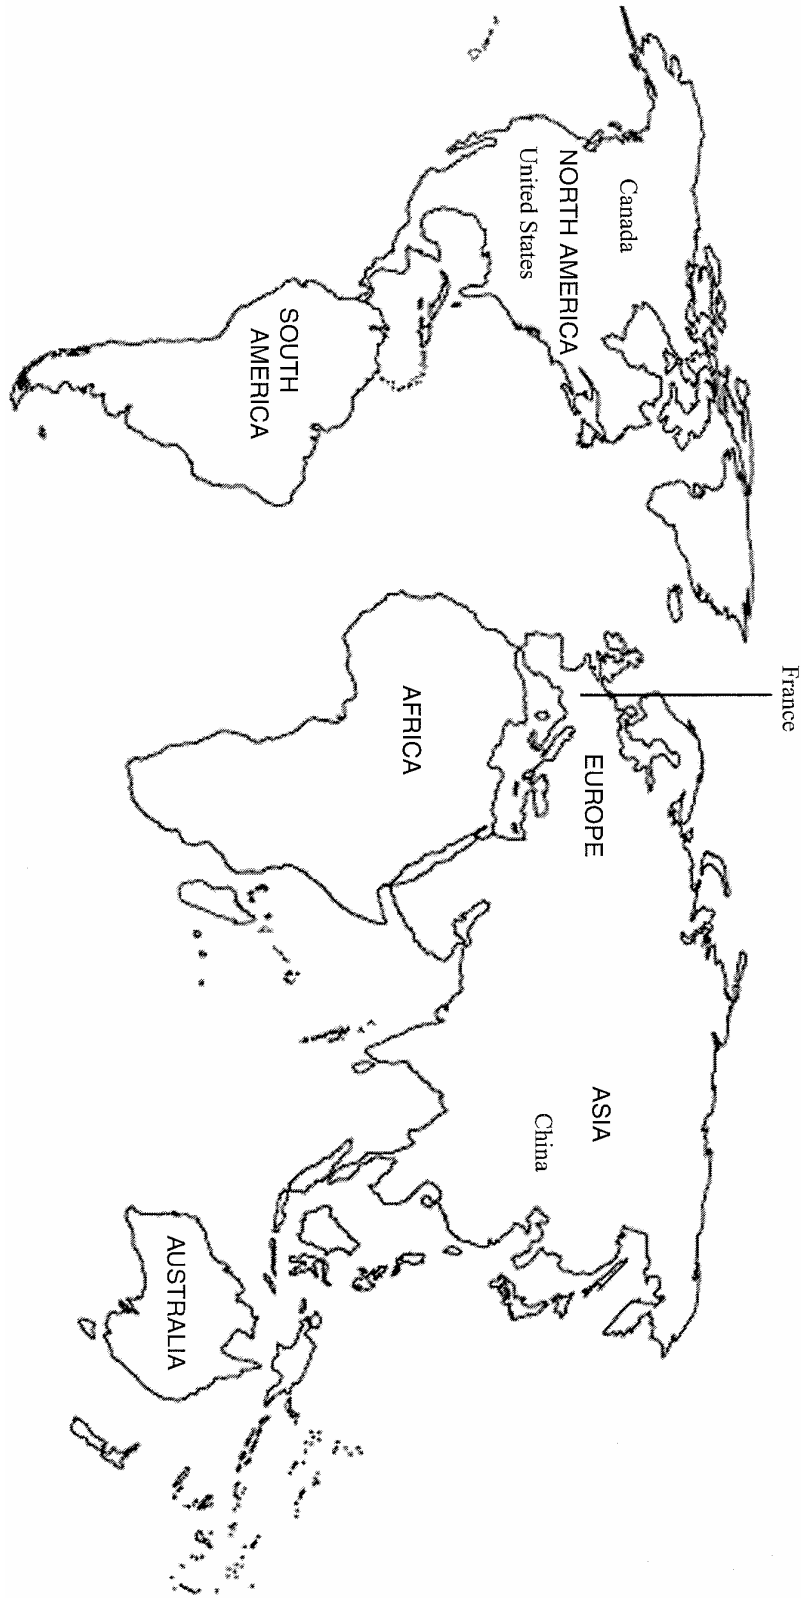 France
Canada
NORTH AMERICA
United States
EUROPE
ASIA
China
AFRICA
SOUTH
AMERICA
AUSTRALIA